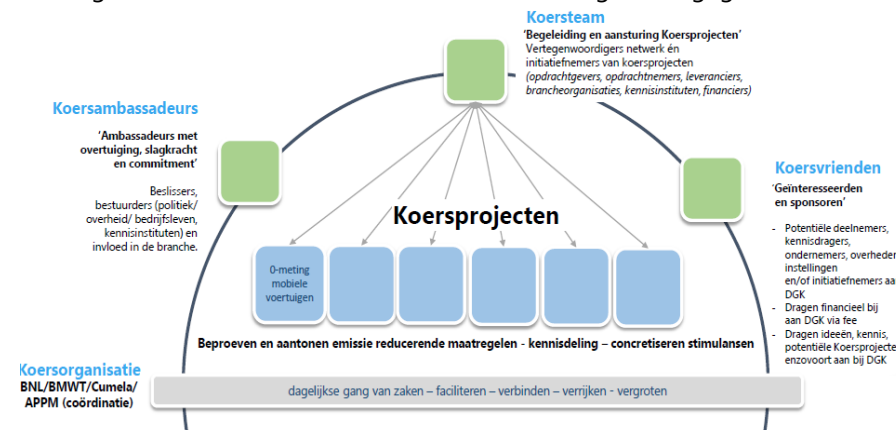 Koersteam
'Begeleiding en aansturing Koersprojecten'
Vertegenwoordigers netwerk én
initiatiefnemers van koersprojecten
(opdrachtgevers, opdrachtnemers, leveranciers,
brancheorganisaties, kennisinstituten, financiers)
Koersambassadeurs
'Ambassadeurs met
overtuiging, slagkracht
en commitment'
Beslissers,
bestuurders (politiek/
overheid/ bedrijfsleven,
kennisinstituten) en
invloed in de branche.
Koersvrienden
'Geïnteresseerden
en sponsoren'
- Potentiële deelnemers,
kennisdragers,
ondernemers, overheden
instellingen
en/of initiatiefnemers aa
DGK
- Dragen financieel bij
aan DGK via fee
- Dragen ideeën, kennis,
potentiële Koersprojecte
enzovoort aan bij DGK
Koersprojecten
0-meting
mobiele
voertuigen
Beproeven en aantonen emissie reducerende maatregelen - kennisdeling – concretiseren stimulansen
Koersorganisatie
BNL/BMWT/Cumela/
APPM (coördinatie)
dagelijkse gang van zaken – faciliteren – verbinden – verrijken - vergroten